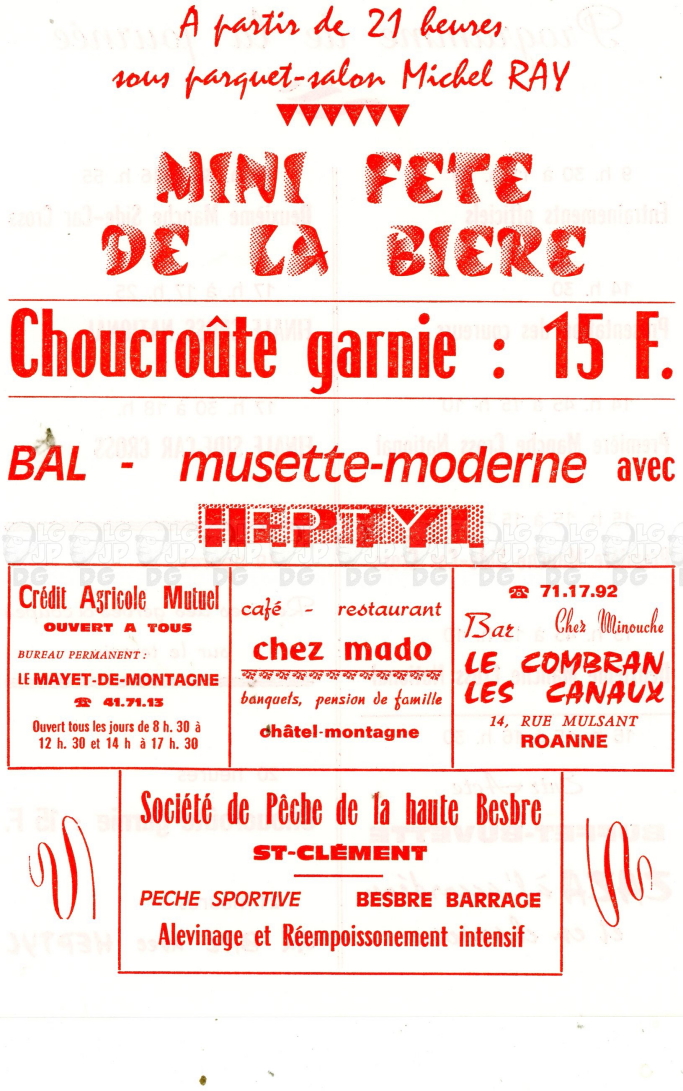 A partir de 21 heures
sous parquet-salon Michel RAY
MINI FETE
DE LA BIERE
Choucroûte garnie : 15 F.
BAL - musette-moderne avec
HEPTYL
Crédit Agricole Mutuel
OUVERT A TOUS
BUREAU PERMANENT :
LE MAYET-DE-MONTAGNE
☎ 41.71.13
Ouvert tous les jours de 8 h. 30 à
12 h. 30 et 14 h à 17 h. 30
café - restaurant
chez mado
banquets, pension de famille
châtel-montagne
☎ 71.17.92
Bar Chez Minouche
LE COMBRAN
LES CANAUX
14, RUE MULSANT
ROANNE
Société de Pêche de la haute Besbre
ST-CLÉMENT
PECHE SPORTIVE BESBRE BARRAGE
Alevinage et Réempoissonement intensif